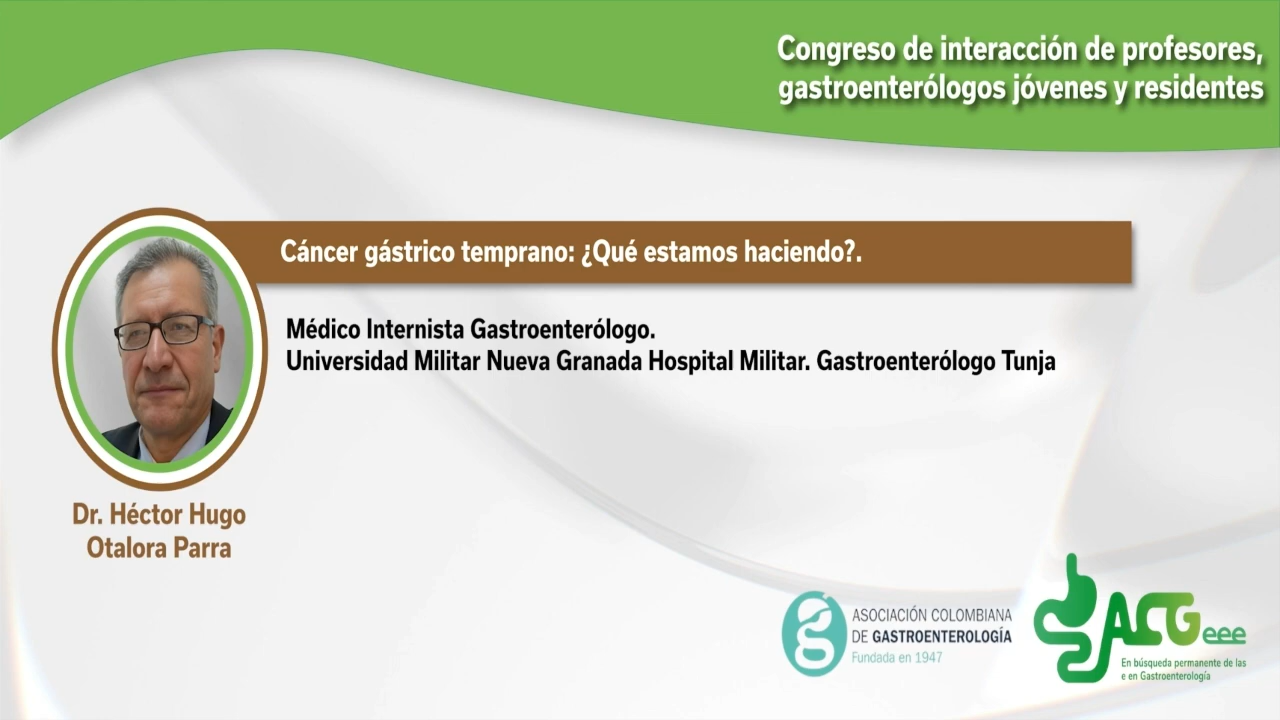 Congreso de interacción de profesores,
gastroenterólogos jóvenes y residentes
Cáncer gástrico temprano: ¿Qué estamos haciendo?.
Médico Internista Gastroenterólogo.
Universidad Militar Nueva Granada Hospital Militar. Gastroenterólogo Tunja
Dr. Héctor Hugo
Otalora Parra
ASOCIACIÓN COLOMBIANA
DE GASTROENTEROLOGÍA
Fundada en 1947
ACGeee
En búsqueda permanente de las
e en Gastroenterología